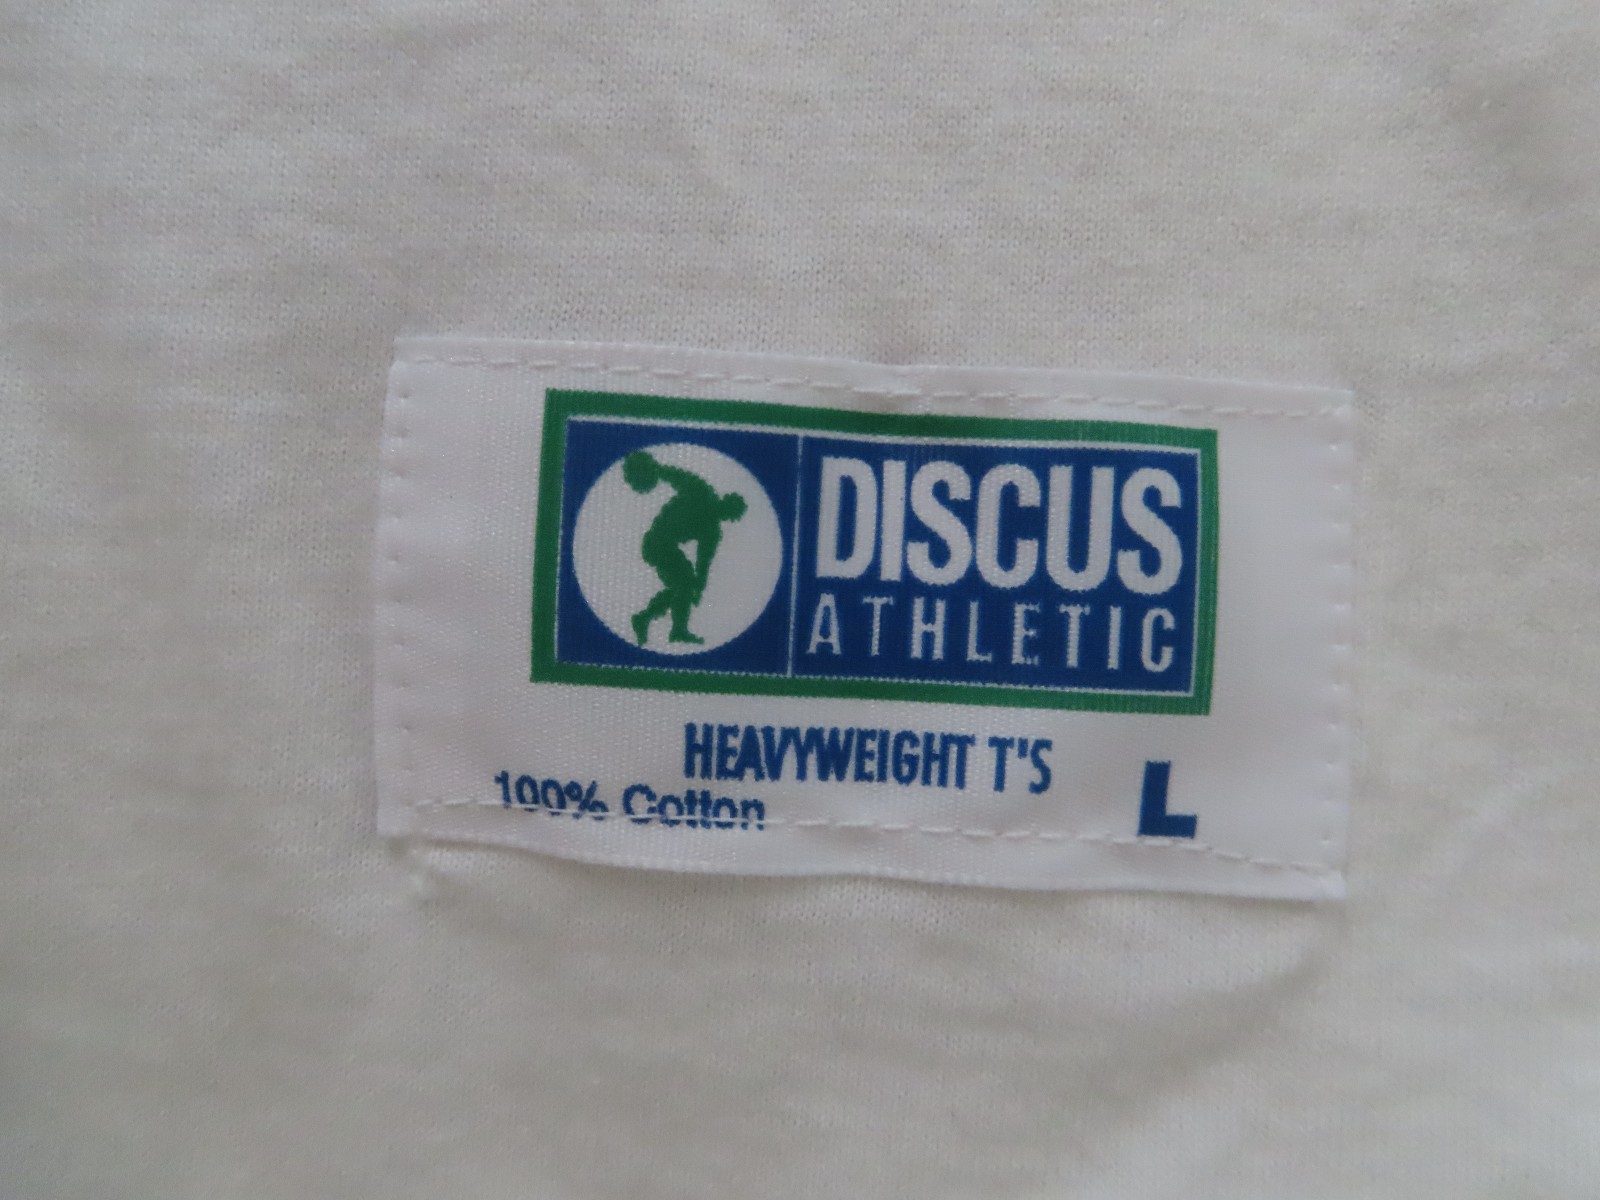 DISCUS
ATHLETIC
HEAVYWEIGHT T'S
100% Cotton
L